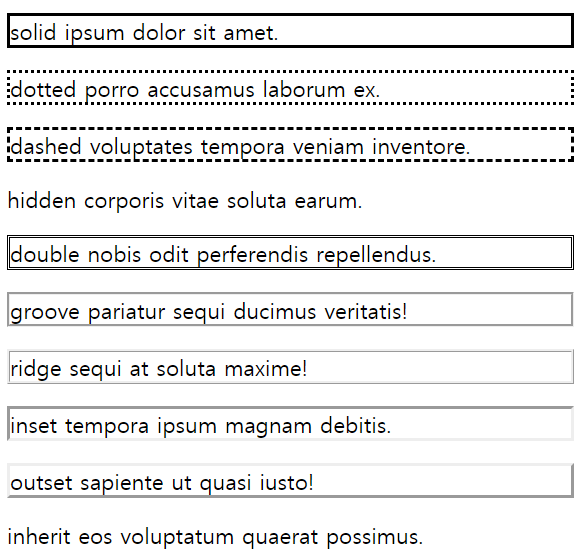 solid ipsum dolor sit amet.
dotted porro accusamus laborum ex.
dashed voluptates tempora veniam inventore.
hidden corporis vitae soluta earum.
double nobis odit perferendis repellendus.
groove pariatur sequi ducimus veritatis!
ridge sequi at soluta maxime!
inset tempora ipsum magnam debitis.
outset sapiente ut quasi iusto!
inherit eos voluptatum quaerat possimus.